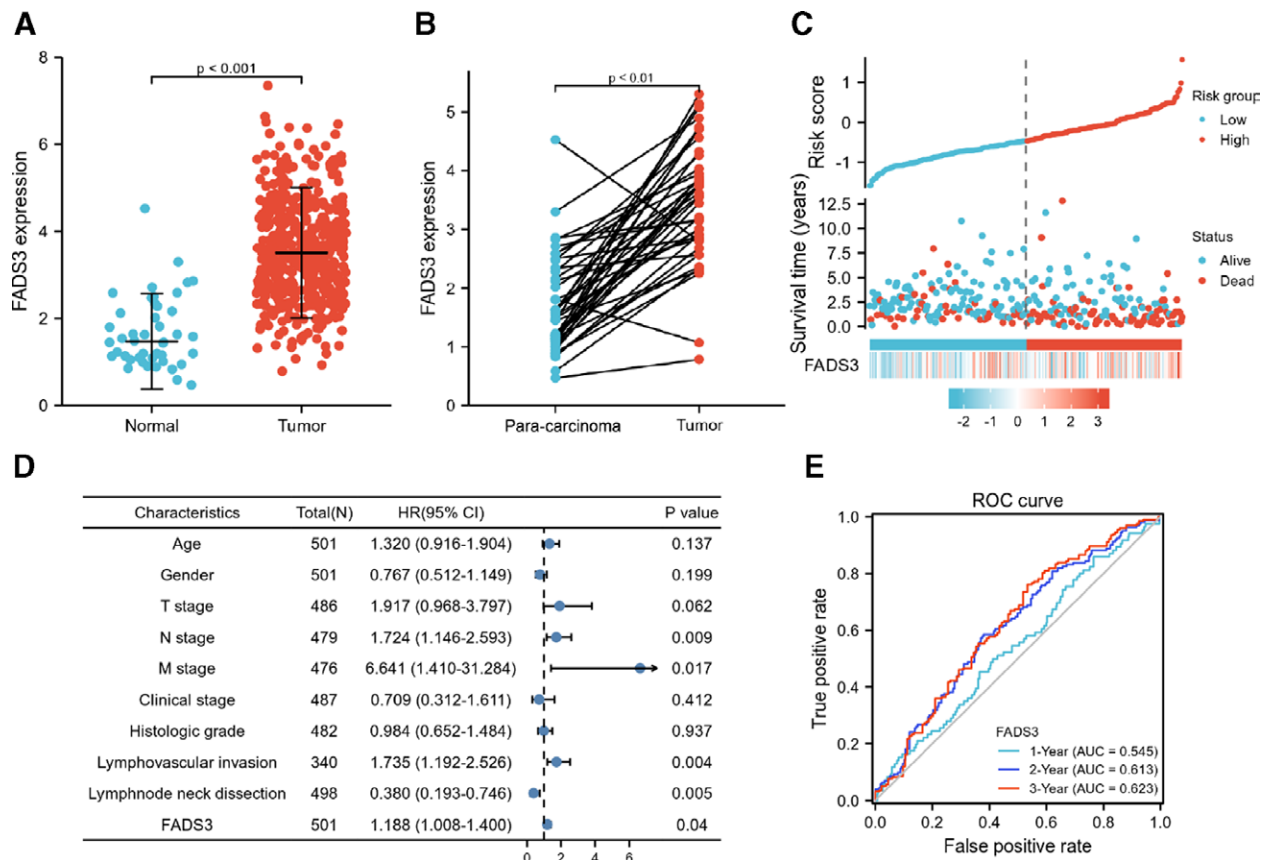 A
B
C
8
6
4
2
0
FADS3 expression
p < 0.001
Normal
Tumor
5
4
3
2
1
0
FADS3 expression
p < 0.01
Para-carcinoma
Tumor
1
0
-1
Risk score
Risk group
Low
High
12.5
10.0
7.5
5.0
2.5
0.0
Survival time (years)
Status
Alive
Dead
FADS3
-2 -1 0 1 2 3
D
Characteristics Total(N) HR(95% CI) P value
Age 501 1.320 (0.916-1.904) 0.137
Gender 501 0.767 (0.512-1.149) 0.199
T stage 486 1.917 (0.968-3.797) 0.062
N stage 479 1.724 (1.146-2.593) 0.009
M stage 476 6.641 (1.410-31.284) 0.017
Clinical stage 487 0.709 (0.312-1.611) 0.412
Histologic grade 482 0.984 (0.652-1.484) 0.937
Lymphovascular invasion 340 1.735 (1.192-2.526) 0.004
Lymphnode neck dissection 498 0.380 (0.193-0.746) 0.005
FADS3 501 1.188 (1.008-1.400) 0.04
0 2 4 6
E
ROC curve
1.0
0.8
0.6
0.4
0.2
0.0
True positive rate
FADS3
1-Year (AUC = 0.545)
2-Year (AUC = 0.613)
3-Year (AUC = 0.623)
0.0 0.2 0.4 0.6 0.8 1.0
False positive rate